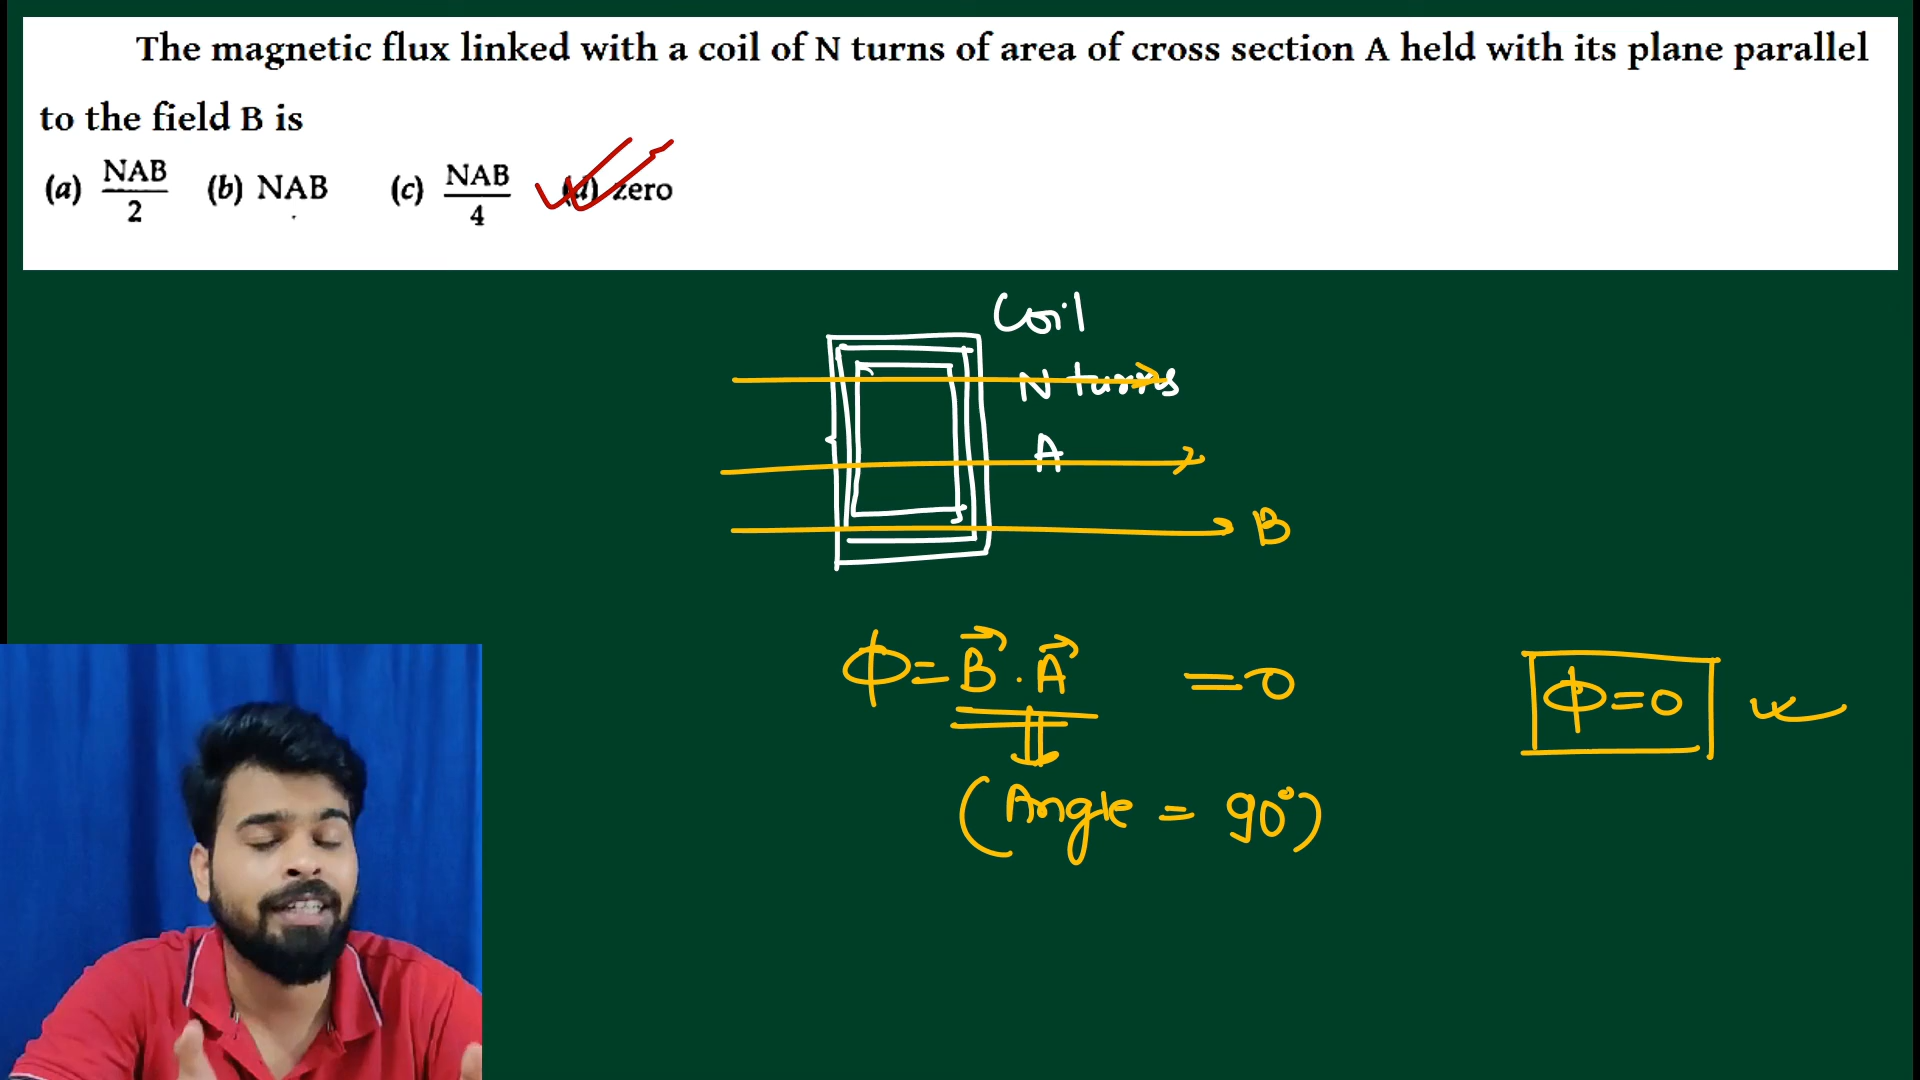 The magnetic flux linked with a coil of N turns of area of cross section A held with its plane parallel
to the field B is
(a) NAB/2 (b) NAB (c) NAB/4 (d) zero
Coil
N turns
A
B
Φ = B⃗ . A⃗ = 0
Φ = 0
(Angle = 90°)